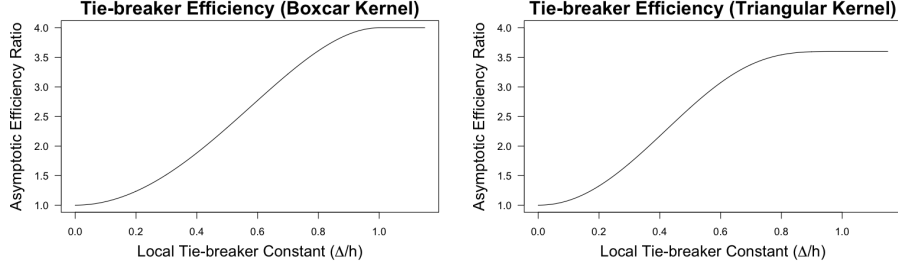 Tie-breaker Efficiency (Boxcar Kernel)
Asymptotic Efficiency Ratio
4.0
3.5
3.0
2.5
2.0
1.5
1.0
0.0 0.2 0.4 0.6 0.8 1.0
Local Tie-breaker Constant (Δ/h)
Tie-breaker Efficiency (Triangular Kernel)
Asymptotic Efficiency Ratio
4.0
3.5
3.0
2.5
2.0
1.5
1.0
0.0 0.2 0.4 0.6 0.8 1.0
Local Tie-breaker Constant (Δ/h)